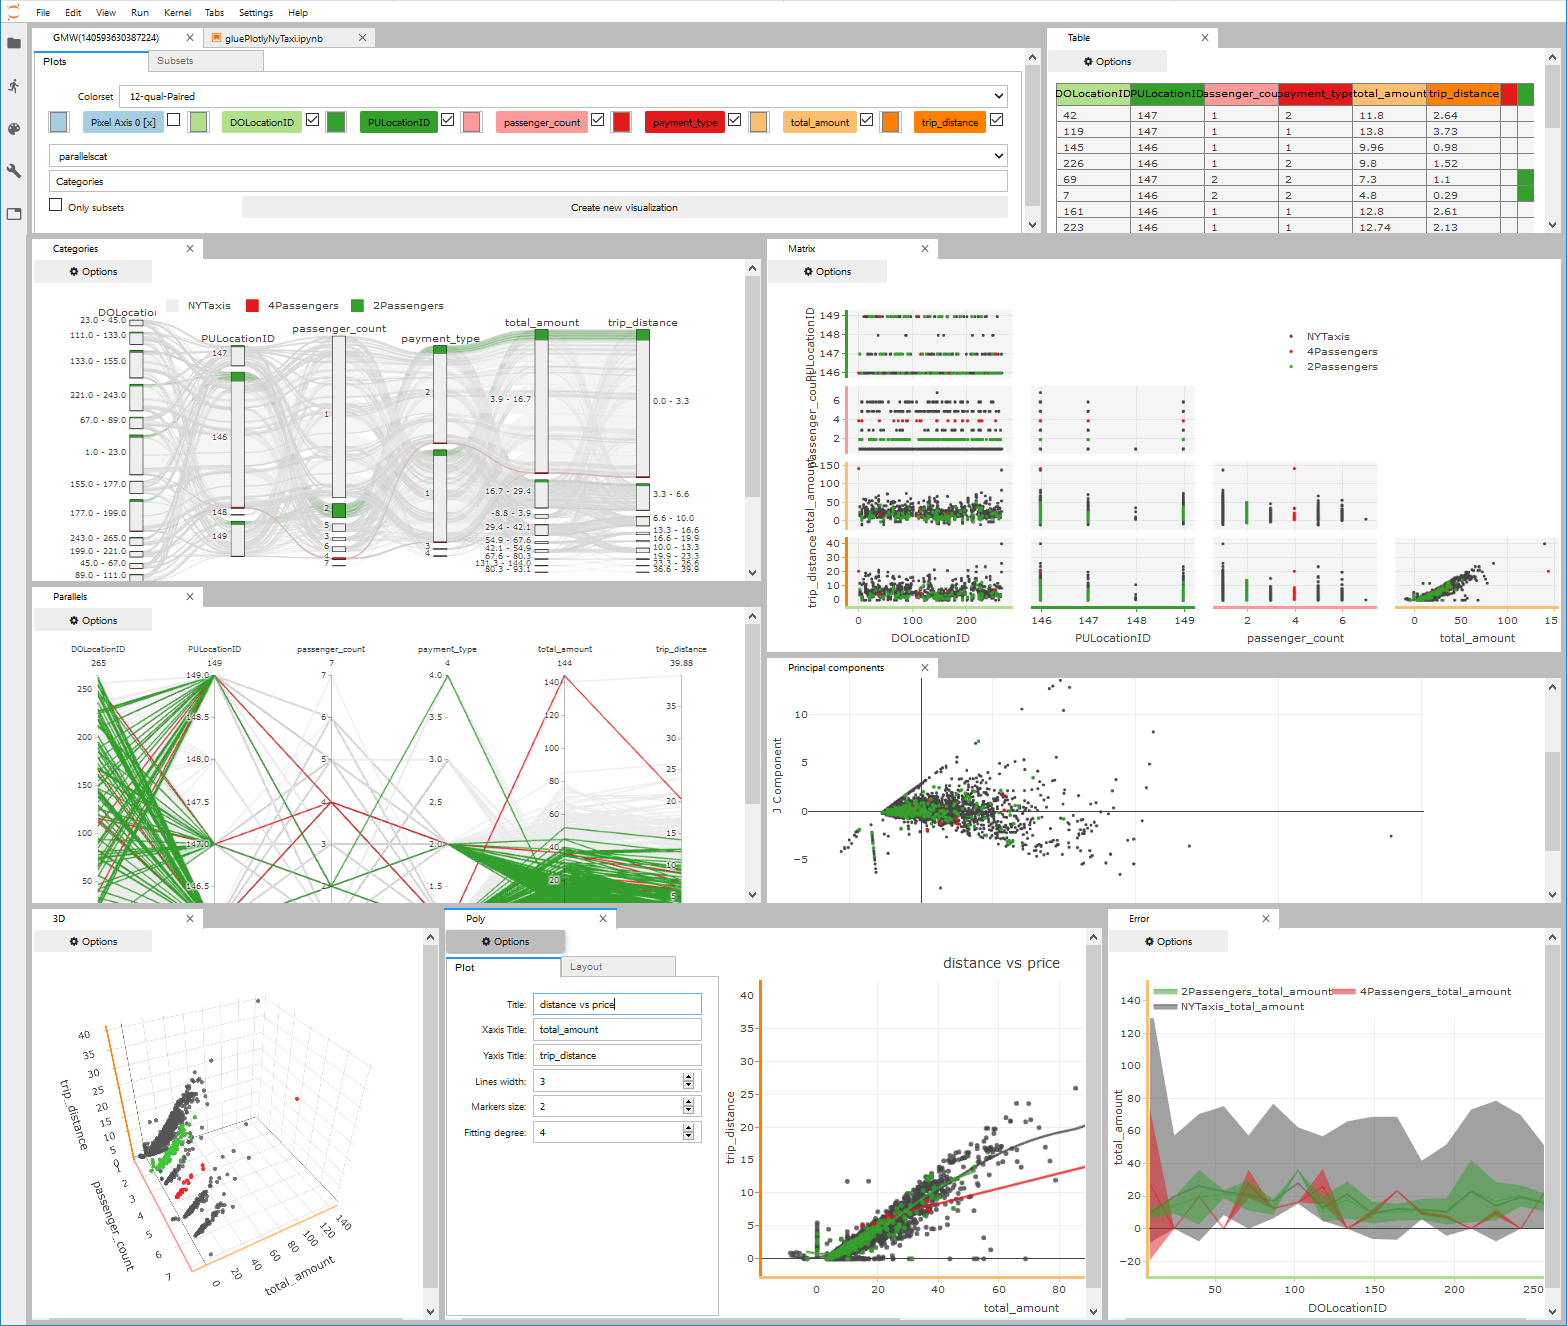 File Edit View Run Kernel Tabs Settings Help
GMW(140593630387224)
gluePlotlyNyTaxi.ipynb
Plots
Subsets
Colorset
12-qual-Paired
Pixel Axis 0 [x]
DOLocationID
PULocationID
passenger_count
payment_type
total_amount
trip_distance
parallelscat
Categories
Only subsets
Create new visualization
Table
Options
DOLocationID PULocationID passenger_cou payment_type total_amount trip_distance
42 147 1 2 11.8 2.64
119 147 1 1 13.8 3.73
145 146 1 1 9.96 0.98
226 146 1 2 9.8 1.52
69 147 2 2 7.3 1.1
7 146 2 2 4.8 0.29
161 146 1 1 12.8 2.61
223 146 1 1 12.74 2.13
Categories
Options
NYTaxis 4Passengers 2Passengers
DOLocation
PULocationID
passenger_count
payment_type
total_amount
trip_distance
23.0 - 45.0
111.0 - 133.0
133.0 - 155.0
221.0 - 243.0
67.0 - 89.0
1.0 - 23.0
155.0 - 177.0
177.0 - 199.0
243.0 - 265.0
199.0 - 221.0
45.0 - 67.0
89.0 - 111.0
147
146
148
149
1
2
5
3
6
4
7
2
1
3
4
3.9 - 16.7
16.7 - 29.4
-8.8 - 3.9
29.4 - 42.1
54.9 - 67.6
42.1 - 54.9
67.6 - 80.3
131.3 - 144.0
80.3 - 93.1
0.0 - 3.3
3.3 - 6.6
6.6 - 10.0
13.3 - 16.6
16.6 - 19.9
10.0 - 13.3
19.9 - 23.3
23.3 - 26.6
36.6 - 39.9
Matrix
Options
NYTaxis
4Passengers
2Passengers
PULocationID
149
148
147
146
passenger_count
6
4
2
total_amount
150
100
50
0
trip_distance
40
30
20
10
0
0 100 200
DOLocationID
146 147 148 149
PULocationID
2 4 6
passenger_count
0 50 100 15
total_amount
Parallels
Options
DOLocationID PULocationID passenger_count payment_type total_amount trip_distance
265 149 7 4 144 39.88
250
200
150
100
50
149.0
148.5
148.0
147.5
147.0
146.5
7
6
5
4
3
2
4.0
3.5
3.0
2.5
2.0
1.5
140
120
100
80
60
40
20
35
30
25
20
15
10
5
Principal components
J Component
10
5
0
−5
3D
Options
trip_distance
40
35
30
25
20
15
10
5
0
passenger_count
1
2
3
4
5
6
7
total_amount
0
20
40
60
80
100
120
140
Poly
Options
Plot
Layout
Title: distance vs price
Xaxis Title: total_amount
Yaxis Title: trip_distance
Lines width: 3
Markers size: 2
Fitting degree: 4
distance vs price
trip_distance
40
35
30
25
20
15
10
5
0
0 20 40 60 80
total_amount
Error
Options
2Passengers_total_amount 4Passengers_total_amount
NYTaxis_total_amount
total_amount
140
120
100
80
60
40
20
0
−20
50 100 150 200 250
DOLocationID